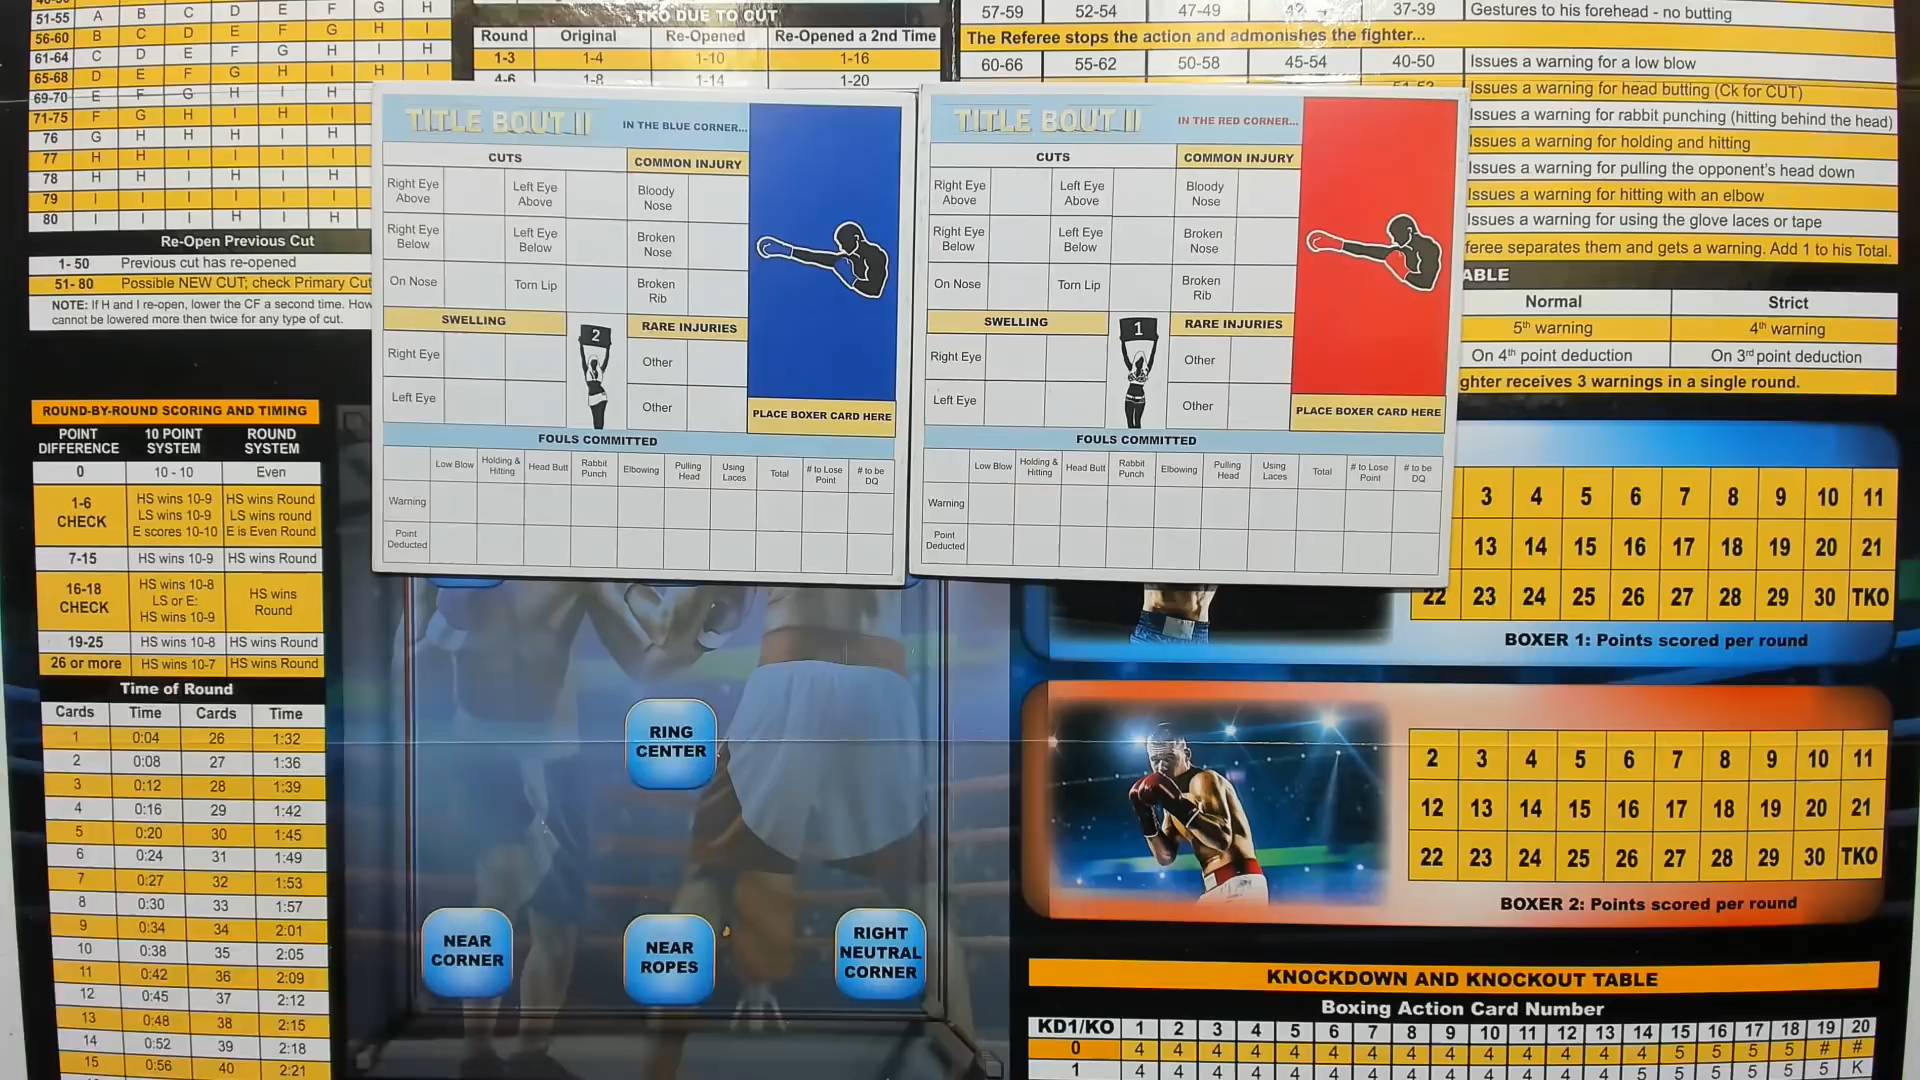 51-55 A B C D E F G H
56-60 B C D E F G H I
61-64 C D E F G H I H
65-68 D E F G H I H I
69-70 E F G H I H
71-75 F G H I H I
76 G H H H I H
77 H H I I I I
78 H H I H I H
79 I I I I I I
80 I I I H I H
Re-Open Previous Cut
1- 50 Previous cut has re-opened
51- 80 Possible NEW CUT; check Primary Cut
NOTE: If H and I re-open, lower the CF a second time. How
cannot be lowered more then twice for any type of cut.
TKO DUE TO CUT
Round Original Re-Opened Re-Opened a 2nd Time
1-3 1-4 1-10 1-16
4-6 1-8 1-14 1-20
57-59 52-54 47-49 37-39 Gestures to his forehead - no butting
The Referee stops the action and admonishes the fighter...
60-66 55-62 50-58 45-54 40-50 Issues a warning for a low blow
Issues a warning for head butting (Ck for CUT)
Issues a warning for rabbit punching (hitting behind the head)
Issues a warning for holding and hitting
Issues a warning for pulling the opponent's head down
Issues a warning for hitting with an elbow
Issues a warning for using the glove laces or tape
feree separates them and gets a warning. Add 1 to his Total.
ABLE
Normal Strict
5th warning 4th warning
On 4th point deduction On 3rd point deduction
ghter receives 3 warnings in a single round.
TITLE BOUT II IN THE BLUE CORNER...
CUTS COMMON INJURY
Right Eye Above Left Eye Above Bloody Nose
Right Eye Below Left Eye Below Broken Nose
On Nose Torn Lip Broken Rib
SWELLING 2 RARE INJURIES
Right Eye Other
Left Eye Other
PLACE BOXER CARD HERE
FOULS COMMITTED
Low Blow Holding & Hitting Head Butt Rabbit Punch Elbowing Pulling Head Using Laces Total # to Lose Point # to be DQ
Warning
Point Deducted
TITLE BOUT II IN THE RED CORNER...
CUTS COMMON INJURY
Right Eye Above Left Eye Above Bloody Nose
Right Eye Below Left Eye Below Broken Nose
On Nose Torn Lip Broken Rib
SWELLING 1 RARE INJURIES
Right Eye Other
Left Eye Other
PLACE BOXER CARD HERE
FOULS COMMITTED
Low Blow Holding & Hitting Head Butt Rabbit Punch Elbowing Pulling Head Using Laces Total # to Lose Point # to be DQ
Warning
Point Deducted
ROUND-BY-ROUND SCORING AND TIMING
POINT DIFFERENCE 10 POINT SYSTEM ROUND SYSTEM
0 10 - 10 Even
1-6 CHECK HS wins 10-9 HS wins Round
LS wins 10-9 LS wins round
E scores 10-10 E is Even Round
7-15 HS wins 10-9 HS wins Round
16-18 CHECK HS wins 10-8 LS or E: HS wins 10-9 HS wins Round
19-25 HS wins 10-8 HS wins Round
26 or more HS wins 10-7 HS wins Round
Time of Round
Cards Time Cards Time
1 0:04 26 1:32
2 0:08 27 1:36
3 0:12 28 1:39
4 0:16 29 1:42
5 0:20 30 1:45
6 0:24 31 1:49
7 0:27 32 1:53
8 0:30 33 1:57
9 0:34 34 2:01
10 0:38 35 2:05
11 0:42 36 2:09
12 0:45 37 2:12
13 0:48 38 2:15
14 0:52 39 2:18
15 0:56 40 2:21
RING CENTER
NEAR CORNER
NEAR ROPES
RIGHT NEUTRAL CORNER
3 4 5 6 7 8 9 10 11
13 14 15 16 17 18 19 20 21
22 23 24 25 26 27 28 29 30 TKO
BOXER 1: Points scored per round
2 3 4 5 6 7 8 9 10 11
12 13 14 15 16 17 18 19 20 21
22 23 24 25 26 27 28 29 30 TKO
BOXER 2: Points scored per round
KNOCKDOWN AND KNOCKOUT TABLE
Boxing Action Card Number
KD1/KO 1 2 3 4 5 6 7 8 9 10 11 12 13 14 15 16 17 18 19 20
0 4 4 4 4 4 4 4 4 4 4 4 4 4 4 5 5 5 5 # #
1 4 4 4 4 4 4 4 4 4 4 4 4 4 5 5 5 5 5 5 K